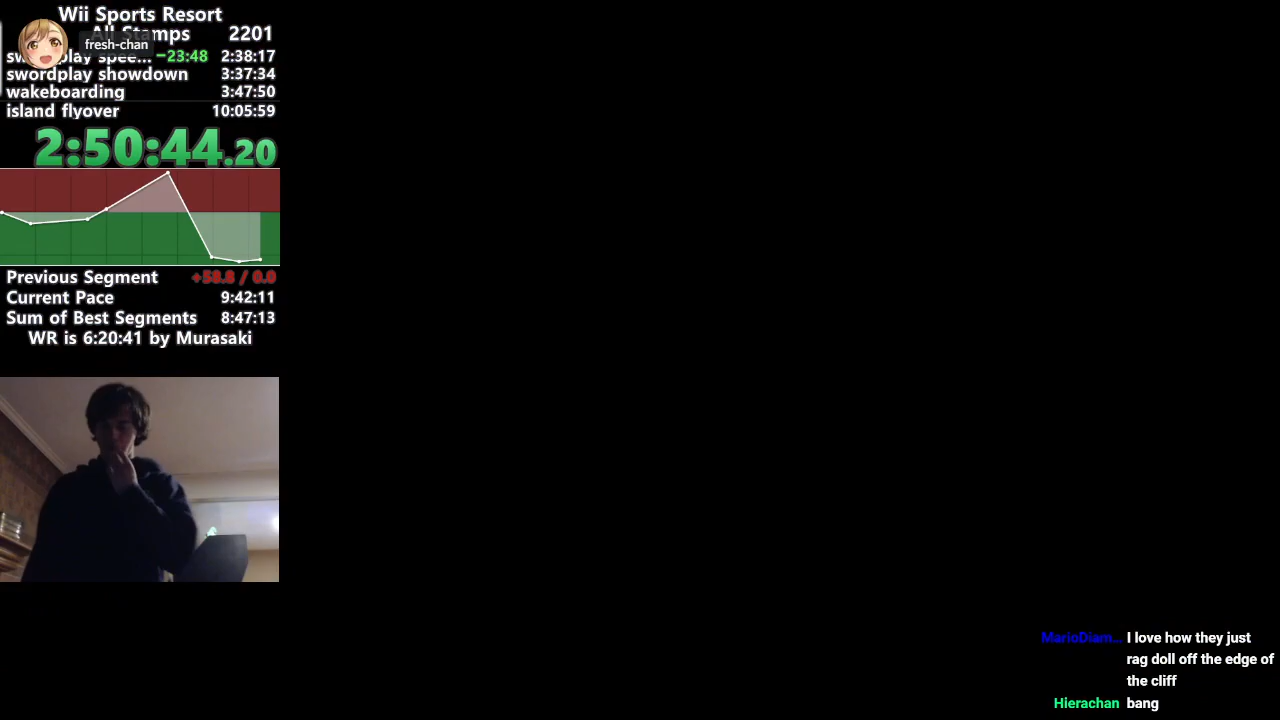 Wii Sports Resort
All Stamps 2201
fresh-chan
swordplay spee... −23:48 2:38:17
swordplay showdown 3:37:34
wakeboarding 3:47:50
island flyover 10:05:59
2:50:44.20
Previous Segment +58.8 / 0.0
Current Pace 9:42:11
Sum of Best Segments 8:47:13
WR is 6:20:41 by Murasaki
MarioDiam... I love how they just
rag doll off the edge of
the cliff
Hierachan bang